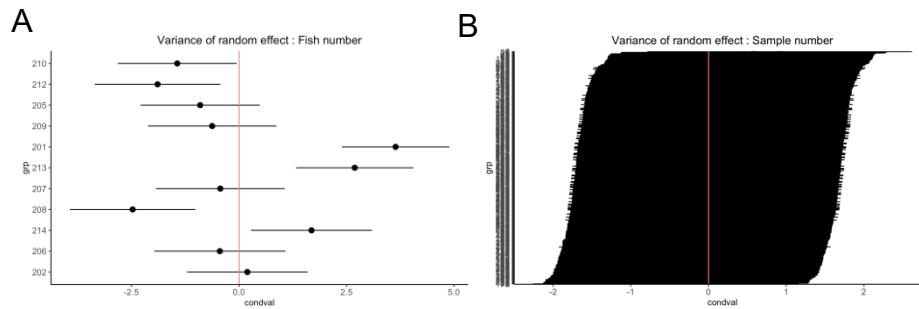 A
Variance of random effect : Fish number
210
212
205
209
201
213
207
208
214
206
202
grp
-2.5 0.0 2.5 5.0
condval
B
Variance of random effect : Sample number
grp
-2 -1 0 1 2
condval